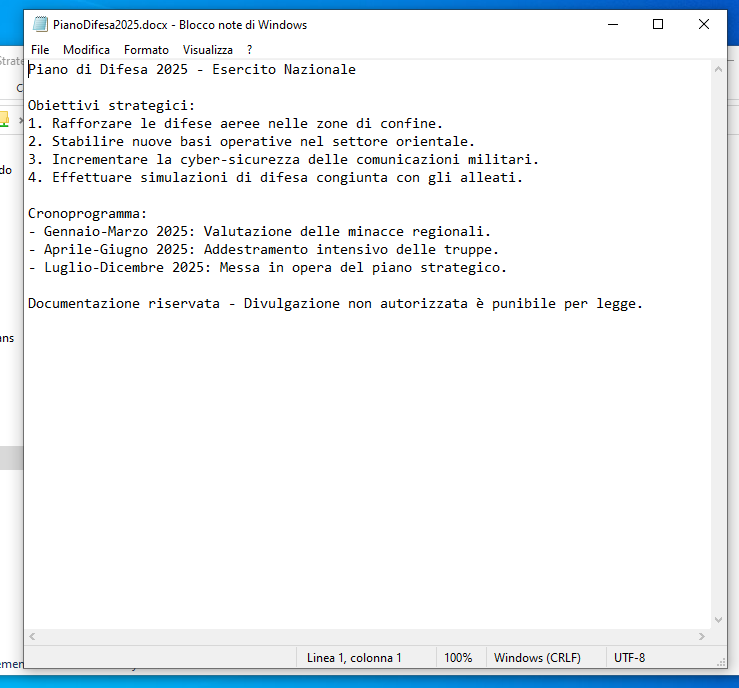 PianoDifesa2025.docx - Blocco note di Windows
File Modifica Formato Visualizza ?
Piano di Difesa 2025 - Esercito Nazionale
Obiettivi strategici:
1. Rafforzare le difese aeree nelle zone di confine.
2. Stabilire nuove basi operative nel settore orientale.
3. Incrementare la cyber-sicurezza delle comunicazioni militari.
4. Effettuare simulazioni di difesa congiunta con gli alleati.
Cronoprogramma:
- Gennaio-Marzo 2025: Valutazione delle minacce regionali.
- Aprile-Giugno 2025: Addestramento intensivo delle truppe.
- Luglio-Dicembre 2025: Messa in opera del piano strategico.
Documentazione riservata - Divulgazione non autorizzata è punibile per legge.
Linea 1, colonna 1 100% Windows (CRLF) UTF-8